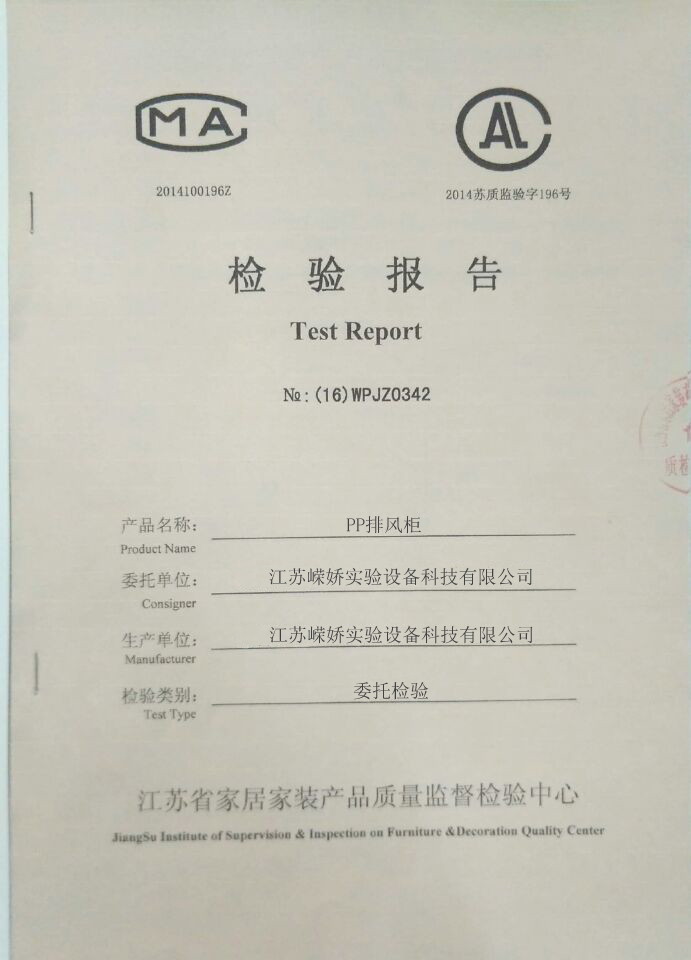 MA
AL
2014100196Z
2014苏质监验字196号
检验报告
Test Report
№:(16)WPJZ0342
产品名称: PP排风柜
Product Name
委托单位: 江苏嵘娇实验设备科技有限公司
Consigner
生产单位: 江苏嵘娇实验设备科技有限公司
Manufacturer
检验类别: 委托检验
Test Type
质检
江苏省家居家装产品质量监督检验中心
JiangSu Institute of Supervision & Inspection on Furniture &Decoration Quality Center